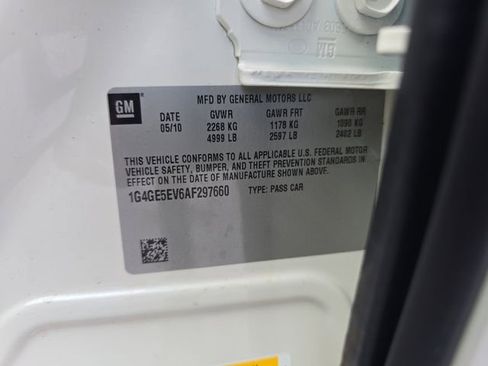 GM
GM
MFD BY GENERAL MOTORS LLC
DATE GVWR GAWR FRT GAWR RR
05/10 2268 KG 1178 KG 1090 KG
4999 LB 2597 LB 2402 LB
THIS VEHICLE CONFORMS TO ALL APPLICABLE U.S. FEDERAL MOTOR
VEHICLE SAFETY, BUMPER, AND THEFT PREVENTION STANDARDS IN
EFFECT ON THE DATE OF MANUFACTURE SHOWN ABOVE.
1G4GE5EV6AF297660 TYPE: PASS CAR